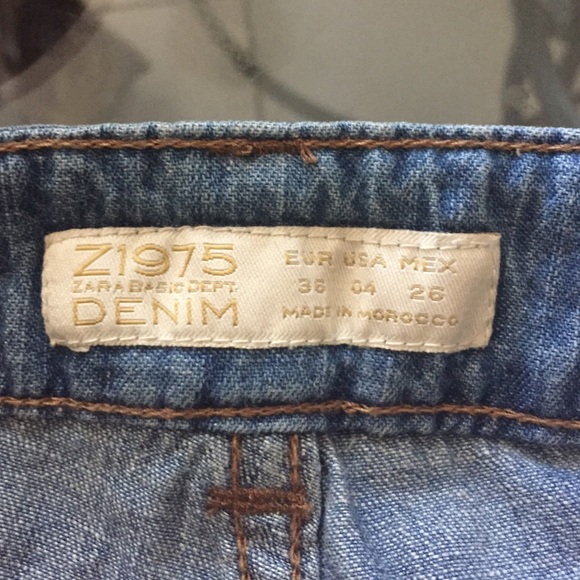 Z1975
ZARA BASIC DEPT.
DENIM
EUR USA MEX
36 04 26
MADE IN MOROCCO